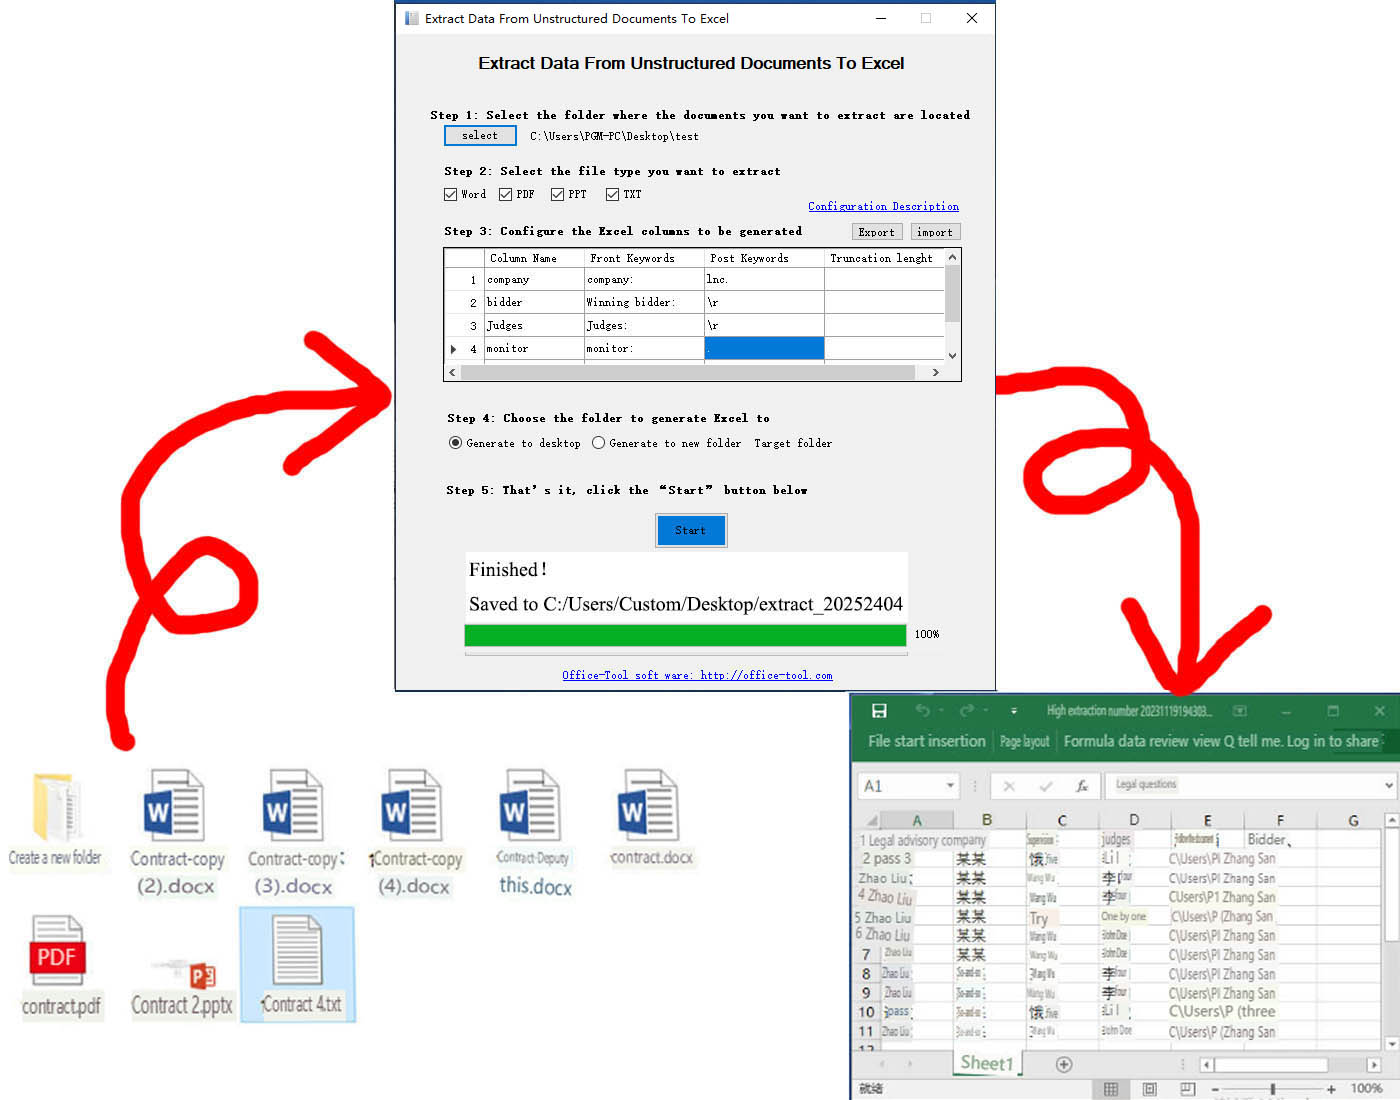 Extract Data From Unstructured Documents To Excel
Extract Data From Unstructured Documents To Excel
Step 1: Select the folder where the documents you want to extract are located
select C:\Users\PGM-PC\Desktop\test
Step 2: Select the file type you want to extract
Word PDF PPT TXT
Configuration Description
Step 3: Configure the Excel columns to be generated Export import
Column Name Front Keywords Post Keywords Truncation lenght
1 company company: lnc.
2 bidder Winning bidder: \r
3 Judges Judges: \r
4 monitor monitor: .
Step 4: Choose the folder to generate Excel to
Generate to desktop Generate to new folder Target folder
Step 5: That's it, click the “Start” button below
Start
Finished!
Saved to C:/Users/Custom/Desktop/extract_20252404
100%
Office-Tool soft ware: http://office-tool.com
Create a new folder
Contract-copy
(2).docx
Contract-copy:
(3).docx
Contract-copy
(4).docx
Contract-Deputy
this.docx
contract.docx
PDF
contract.pdf
Contract 2.pptx
Contract 4.txt
High extraction number 20231119194303...
File start insertion Page layout Formula data review view Q tell me. Log in to share
A1 fx Legal questions
A B C D E F G
1 Legal advisory company judges Bidder、
2 pass 3 某某 饿 five Li l C\Users\Pl Zhang San
Zhao Liu : 某某 Wang Wu 李 four C\Users\Pl Zhang San
4 Zhao Liu 某某 Wang Wu 李 four CUsers\P1 Zhang San
5 Zhao Liu 某某 Try One by one C\Users\P (Zhang San
6 Zhao Liu 某某 Wang Wu John Doe C\Users\Pl Zhang San
7 Zhao Liu 某某 Wang Wu John Doe C\Users\Pl Zhang San
8 Zhao Liu : So-and-so : Wang Wu 李 four C\Users\Pl Zhang San
9 Zhao Liu So-and-so : Wang Wu 李 four C\Users\Pl Zhang San
10 pass : So-and-so : 饿 five Li l C\Users\P (three
11 Zhao Liu : So-and-so : Wang Wu John Doe C\Users\P (Zhang San
Sheet1
就绪 100%